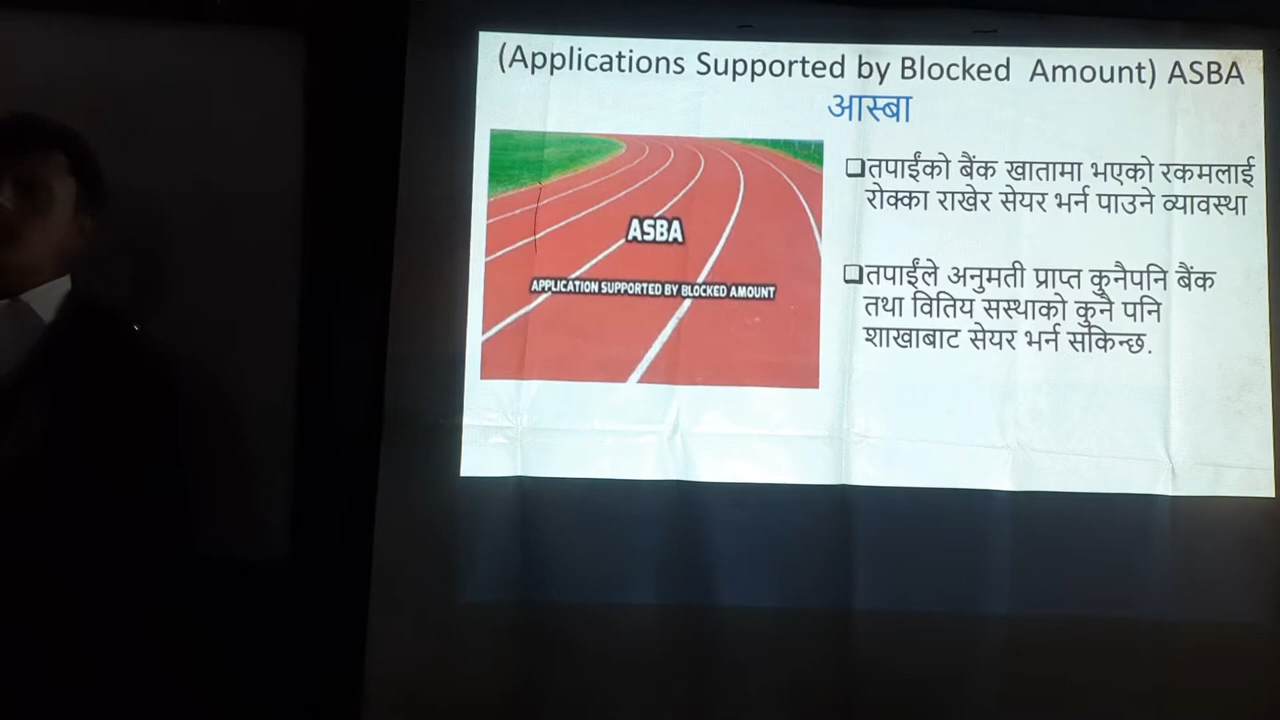 (Applications Supported by Blocked Amount) ASBA
आस्बा
ASBA
APPLICATION SUPPORTED BY BLOCKED AMOUNT
तपाईंको बैंक खातामा भएको रकमलाई
रोक्का राखेर सेयर भर्न पाउने व्यावस्था
तपाईंले अनुमती प्राप्त कुनैपनि बैंक
तथा वितिय सस्थाको कुनै पनि
शाखाबाट सेयर भर्न सकिन्छ.